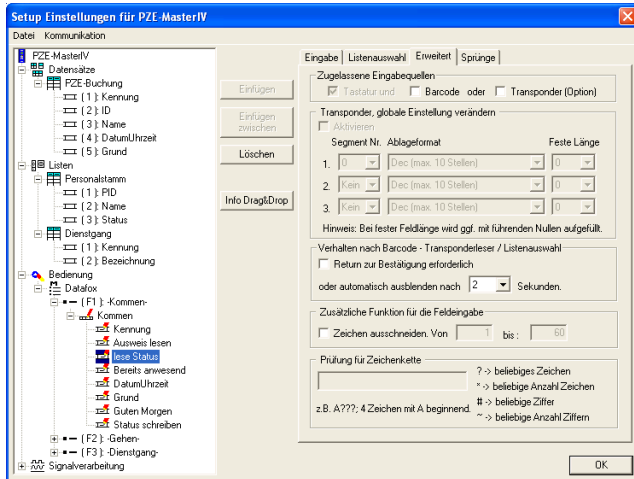 Setup Einstellungen für PZE-MasterIV
Datei Kommunikation
PZE-MasterIV
Datensätze
PZE-Buchung
( 1 ): Kennung
( 2 ): ID
( 3 ): Name
( 4 ): DatumUhrzeit
( 5 ): Grund
Listen
Personalstamm
( 1 ): PID
( 2 ): Name
( 3 ): Status
Dienstgang
( 1 ): Kennung
( 2 ): Bezeichnung
Bedienung
Datafox
( F1 ): -Kommen-
Kommen
Kennung
Ausweis lesen
lese Status
Bereits anwesend
DatumUhrzeit
Grund
Guten Morgen
Status schreiben
( F2 ): -Gehen-
( F3 ): -Dienstgang-
Signalverarbeitung
Einfügen
Einfügen
zwischen
Löschen
Info Drag&Drop
Eingabe Listenauswahl Erweitert Sprünge
Zugelassene Eingabequellen
Tastatur und Barcode oder Transponder (Option)
Transponder, globale Einstellung verändern
Aktivieren
Segment Nr. Ablageformat Feste Länge
1. 0 Dec (max. 10 Stellen) 0
2. Kein Dec (max. 10 Stellen) 0
3. Kein Dec (max. 10 Stellen) 0
Hinweis: Bei fester Feldlänge wird ggf. mit führenden Nullen aufgefüllt.
Verhalten nach Barcode - Transponderleser / Listenauswahl
Return zur Bestätigung erforderlich
oder automatisch ausblenden nach 2 Sekunden.
Zusätzliche Funktion für die Feldeingabe
Zeichen ausschneiden. Von 1 bis : 60
Prüfung für Zeichenkette
? -> beliebiges Zeichen
* -> beliebige Anzahl Zeichen
# -> beliebige Ziffer
~ -> beliebige Anzahl Ziffern
z.B. A???; 4 Zeichen mit A beginnend.
OK